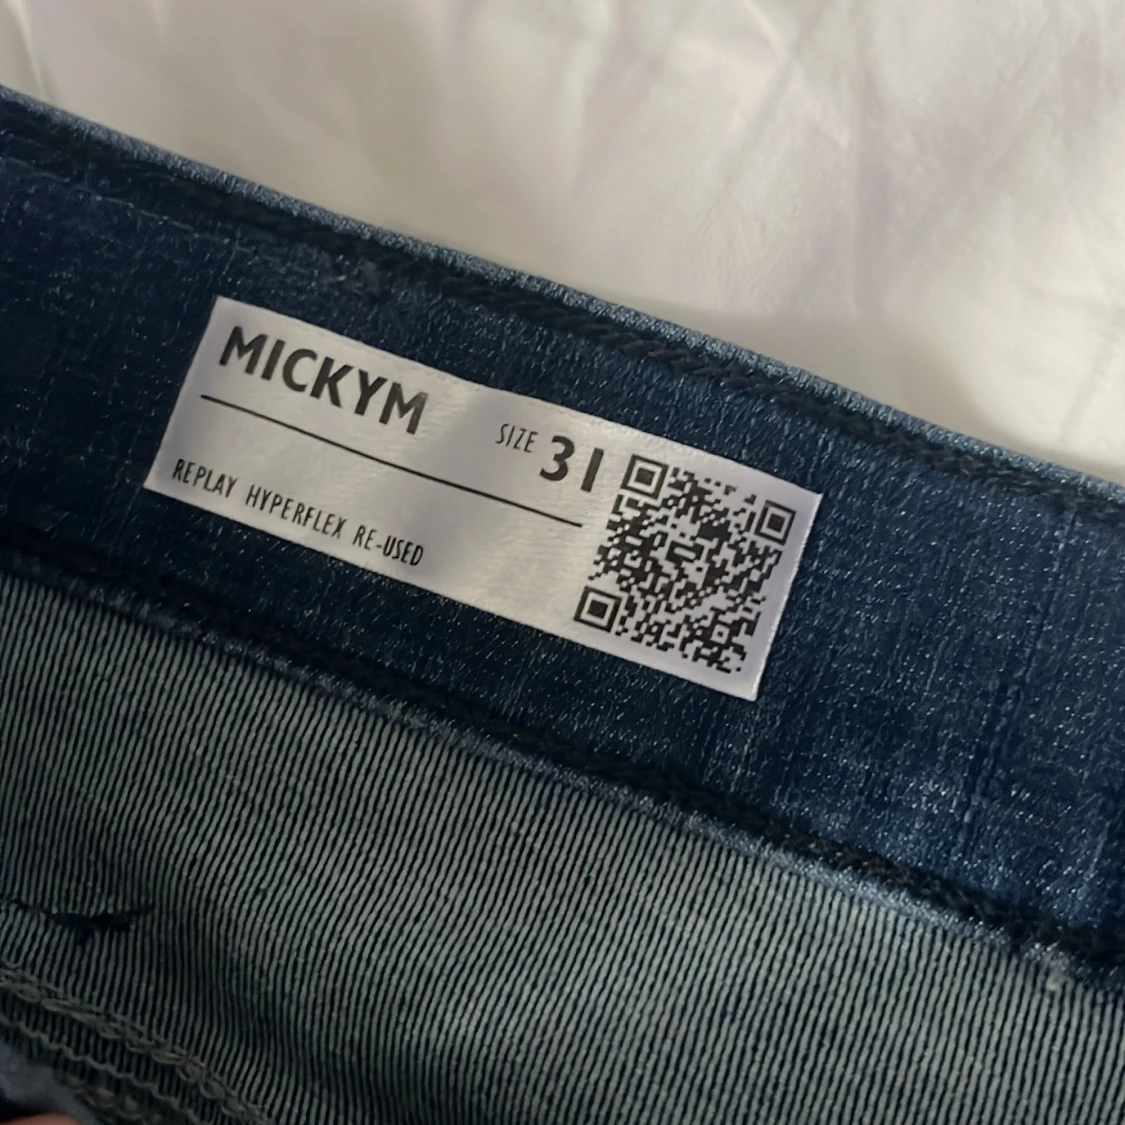 MICKYM
SIZE 31
REPLAY HYPERFLEX RE-USED